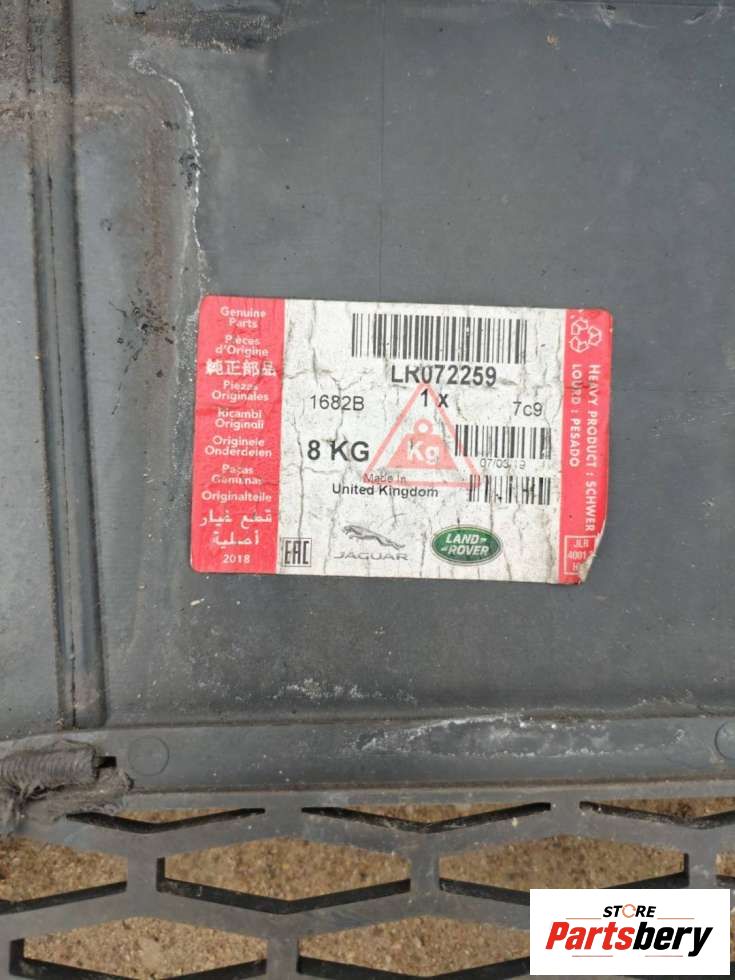 Genuine
Parts
Pièces
d'Origine
純正部品
Piezas
Originales
Ricambi
Originali
Originele
Onderdelen
Peças
Genuínas
Originalteile
قطع غيار
أصلية
2018
LR072259
1682B
1 x
7c9
8 KG
Kg
07/03/19
Made In
United Kingdom
EAC
JAGUAR
LAND
ROVER
HEAVY PRODUCT : SCHWER
LOURD : PESADO
JLR
4001
STORE
Partsbery